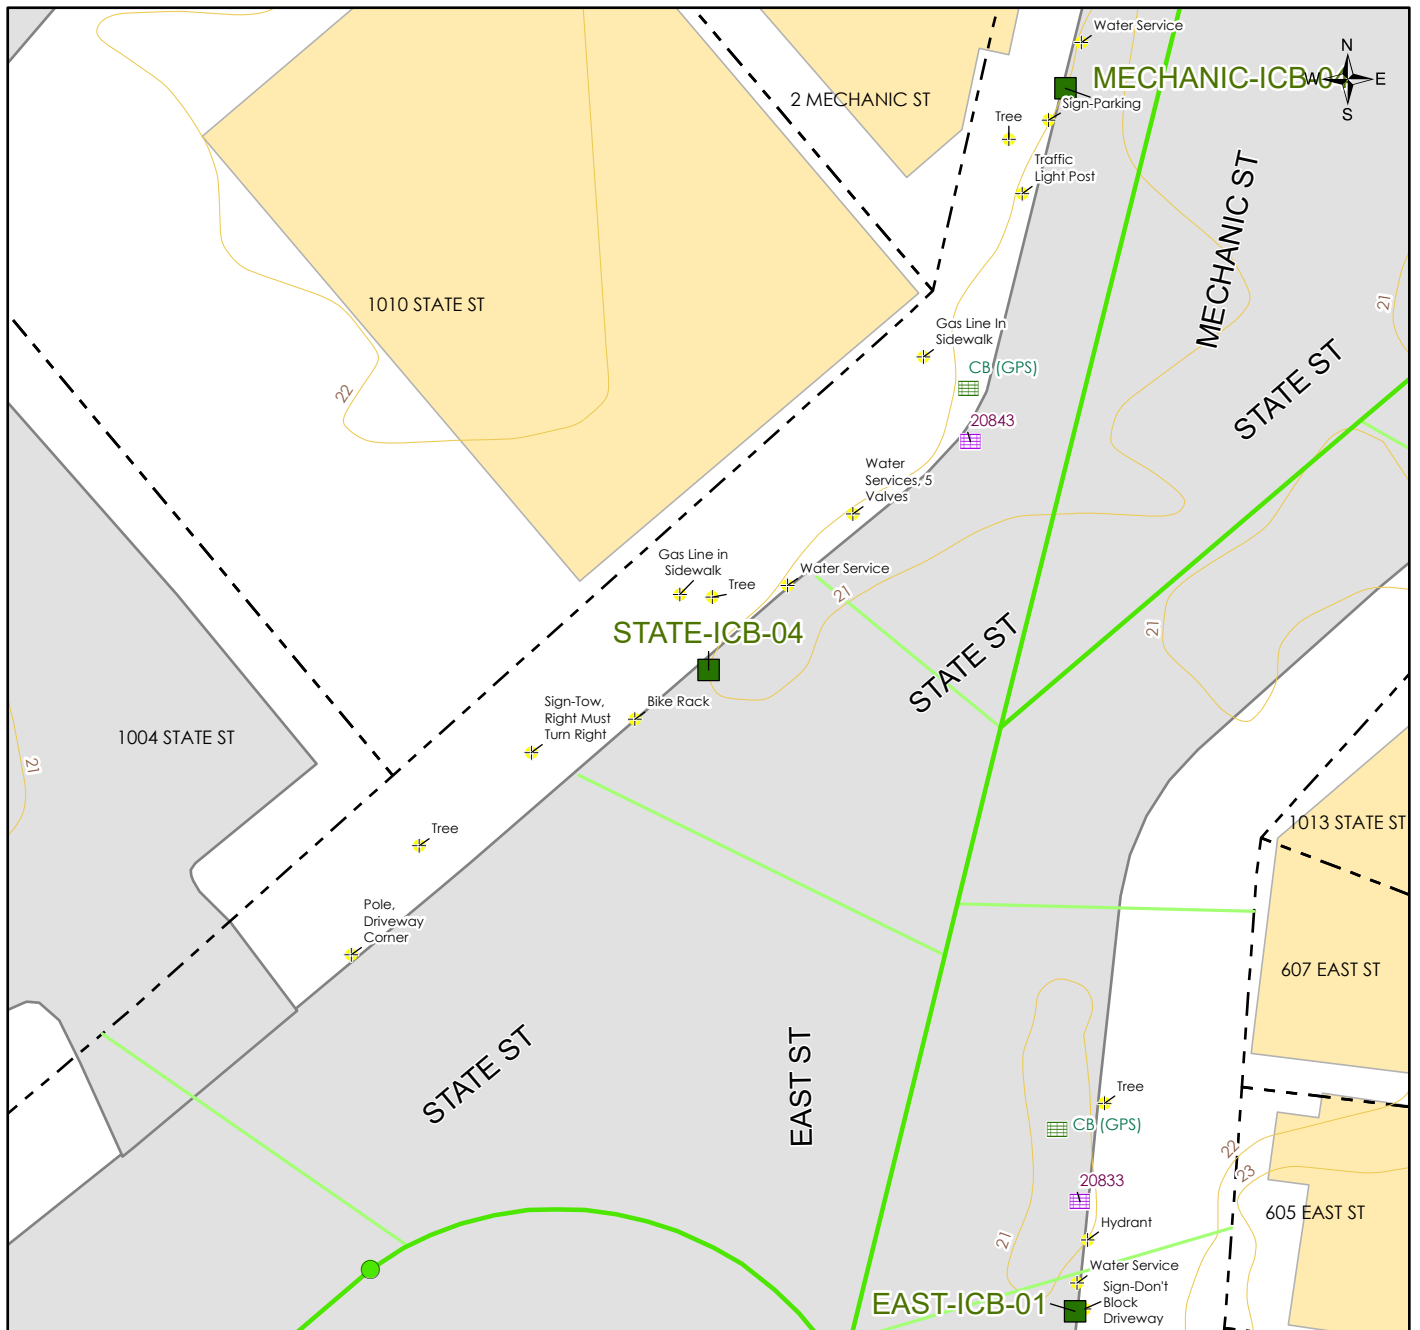 Water Service
N
W
E
S
MECHANIC-ICB-01
Sign-Parking
2 MECHANIC ST
Tree
Traffic
Light Post
MECHANIC ST
1010 STATE ST
21
Gas Line In
Sidewalk
CB (GPS)
STATE ST
22
20843
Water
Services, 5
Valves
Gas Line in
Sidewalk
Tree
Water Service
21
21
STATE-ICB-04
STATE ST
Sign-Tow,
Right Must
Turn Right
Bike Rack
1004 STATE ST
21
1013 STATE ST
Tree
Pole,
Driveway
Corner
607 EAST ST
STATE ST
EAST ST
Tree
CB (GPS)
22
23
20833
605 EAST ST
Hydrant
21
Water Service
EAST-ICB-01
Sign-Don't
Block
Driveway